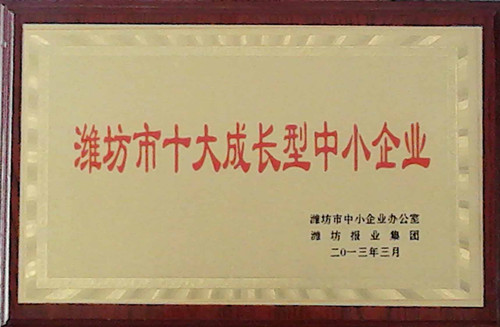 潍坊市十大成长型中小企业
潍坊市中小企业办公室
潍坊报业集团
二〇一三年三月